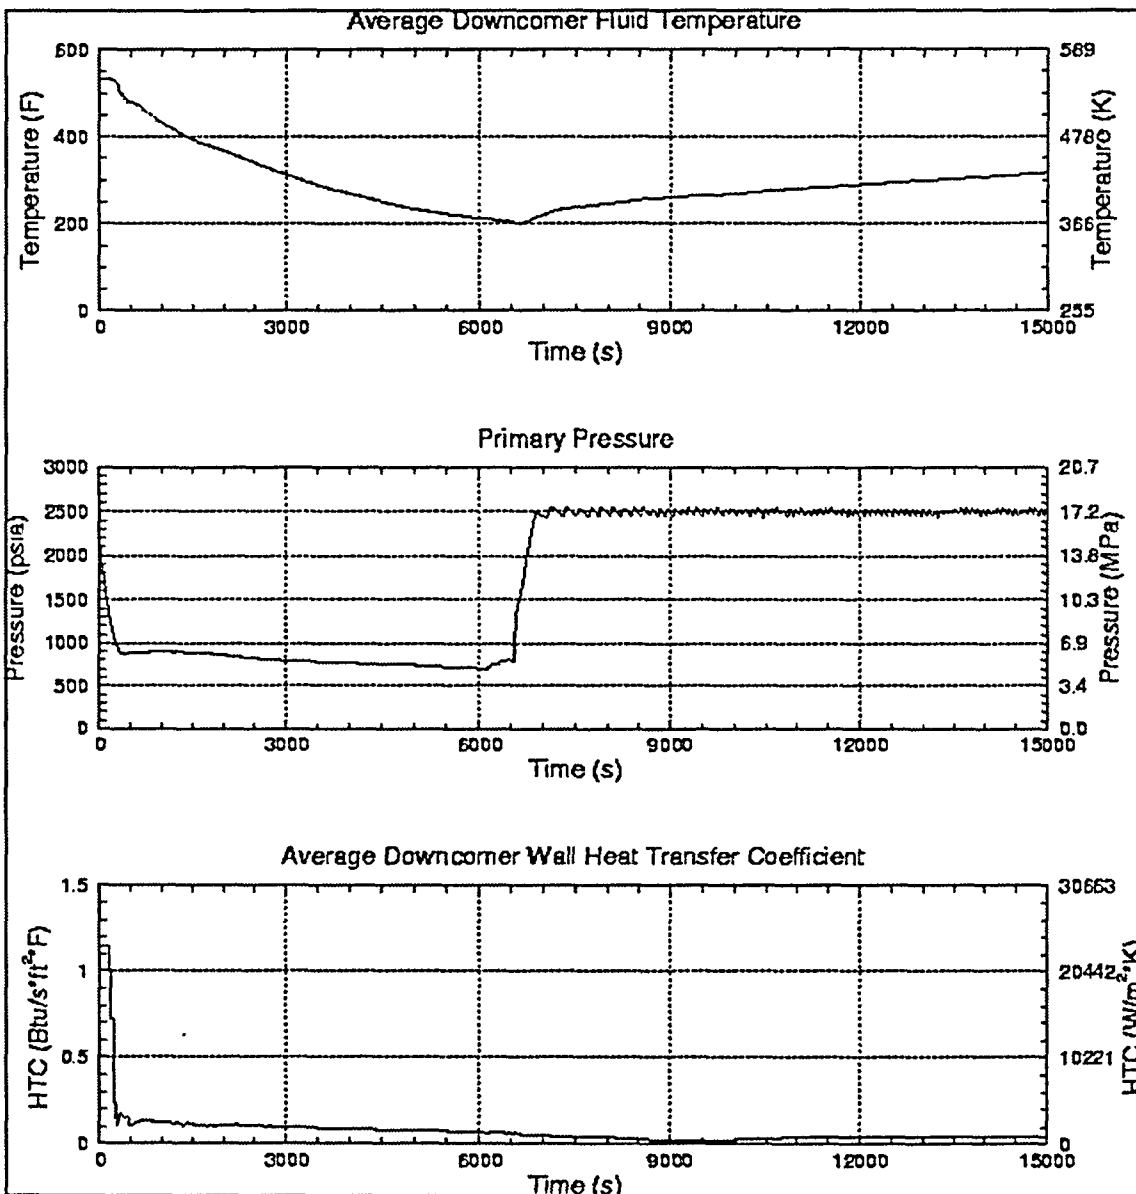 Average Downcomer Fluid Temperature
600
400
200
0
Temperature (F)
589
478
366
255
Temperature (K)
0 3000 6000 9000 12000 15000
Time (s)
Primary Pressure
3000
2500
2000
1500
1000
500
0
Pressure (psia)
20.7
17.2
13.8
10.3
6.9
3.4
0.0
Pressure (MPa)
0 3000 6000 9000 12000 15000
Time (s)
Average Downcomer Wall Heat Transfer Coefficient
1.5
1
0.5
0
HTC (Btu/s*ft²*F)
30663
20442
10221
0
HTC (W/m²*K)
0 3000 6000 9000 12000 15000
Time (s)